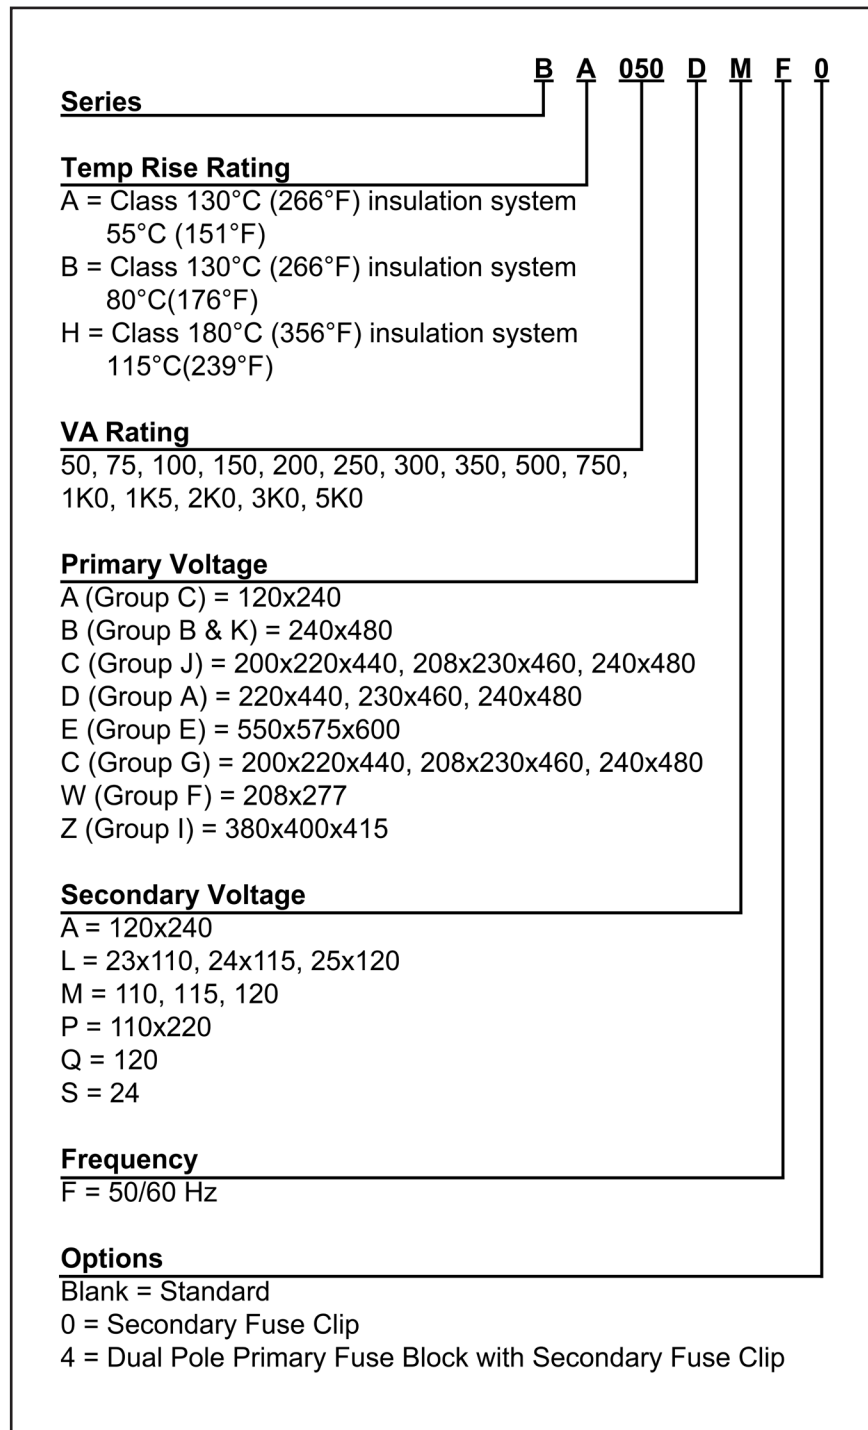 B A 050 D M F 0
Series
Temp Rise Rating
A = Class 130°C (266°F) insulation system
55°C (151°F)
B = Class 130°C (266°F) insulation system
80°C(176°F)
H = Class 180°C (356°F) insulation system
115°C(239°F)
VA Rating
50, 75, 100, 150, 200, 250, 300, 350, 500, 750,
1K0, 1K5, 2K0, 3K0, 5K0
Primary Voltage
A (Group C) = 120x240
B (Group B & K) = 240x480
C (Group J) = 200x220x440, 208x230x460, 240x480
D (Group A) = 220x440, 230x460, 240x480
E (Group E) = 550x575x600
C (Group G) = 200x220x440, 208x230x460, 240x480
W (Group F) = 208x277
Z (Group I) = 380x400x415
Secondary Voltage
A = 120x240
L = 23x110, 24x115, 25x120
M = 110, 115, 120
P = 110x220
Q = 120
S = 24
Frequency
F = 50/60 Hz
Options
Blank = Standard
0 = Secondary Fuse Clip
4 = Dual Pole Primary Fuse Block with Secondary Fuse Clip